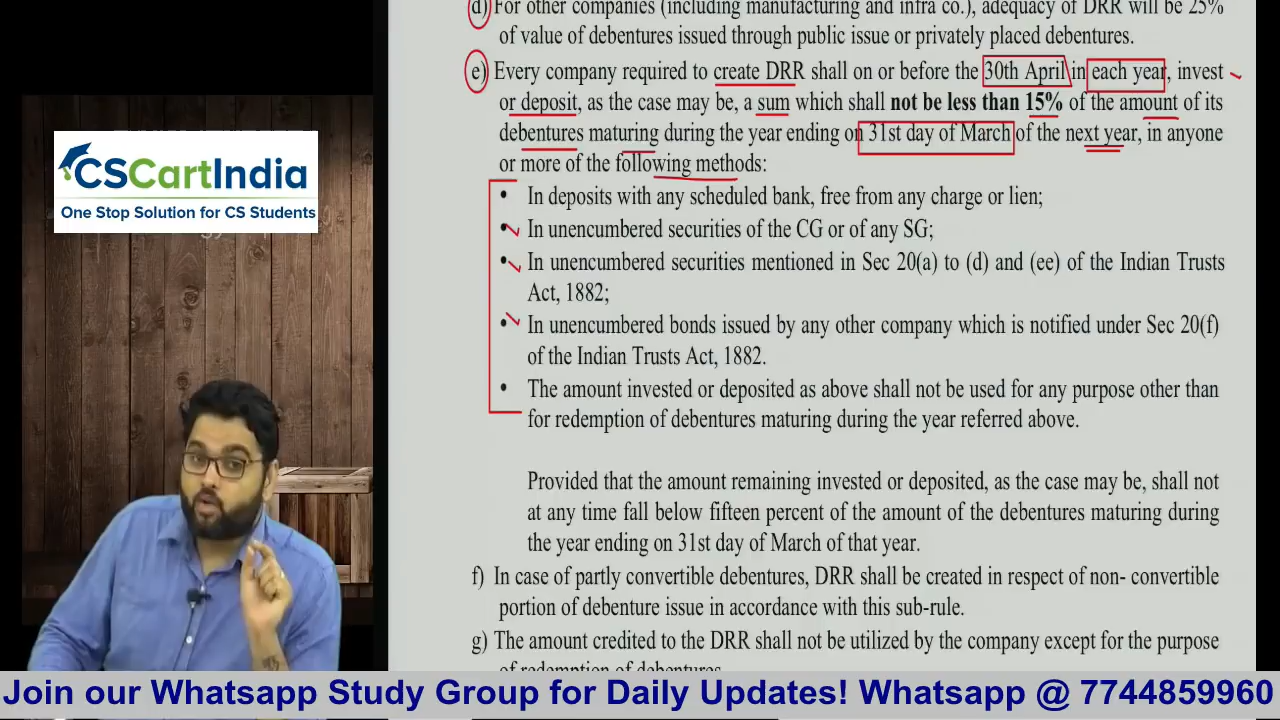 d) For other companies (including manufacturing and infra co.), adequacy of DRR will be 25%
of value of debentures issued through public issue or privately placed debentures.
e) Every company required to create DRR shall on or before the 30th April in each year, invest
or deposit, as the case may be, a sum which shall not be less than 15% of the amount of its
debentures maturing during the year ending on 31st day of March of the next year, in anyone
or more of the following methods:
• In deposits with any scheduled bank, free from any charge or lien;
• In unencumbered securities of the CG or of any SG;
• In unencumbered securities mentioned in Sec 20(a) to (d) and (ee) of the Indian Trusts
Act, 1882;
• In unencumbered bonds issued by any other company which is notified under Sec 20(f)
of the Indian Trusts Act, 1882.
• The amount invested or deposited as above shall not be used for any purpose other than
for redemption of debentures maturing during the year referred above.
Provided that the amount remaining invested or deposited, as the case may be, shall not
at any time fall below fifteen percent of the amount of the debentures maturing during
the year ending on 31st day of March of that year.
f) In case of partly convertible debentures, DRR shall be created in respect of non- convertible
portion of debenture issue in accordance with this sub-rule.
g) The amount credited to the DRR shall not be utilized by the company except for the purpose
of redemption of debentures.
CSCartIndia
One Stop Solution for CS Students
Join our Whatsapp Study Group for Daily Updates! Whatsapp @ 7744859960